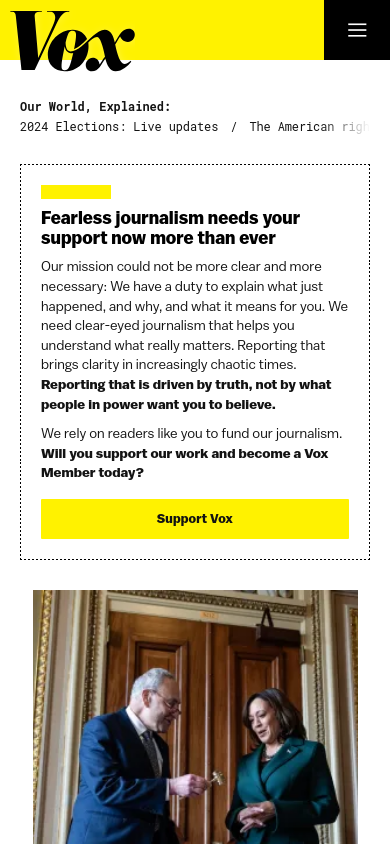 Vox
Our World, Explained:
2024 Elections: Live updates / The American
Fearless journalism needs your
support now more than ever
Our mission could not be more clear and more
necessary: We have a duty to explain what just
happened, and why, and what it means for you. We
need clear-eyed journalism that helps you
understand what really matters. Reporting that
brings clarity in increasingly chaotic times.
Reporting that is driven by truth, not by what
people in power want you to believe.
We rely on readers like you to fund our journalism.
Will you support our work and become a Vox
Member today?
Support Vox